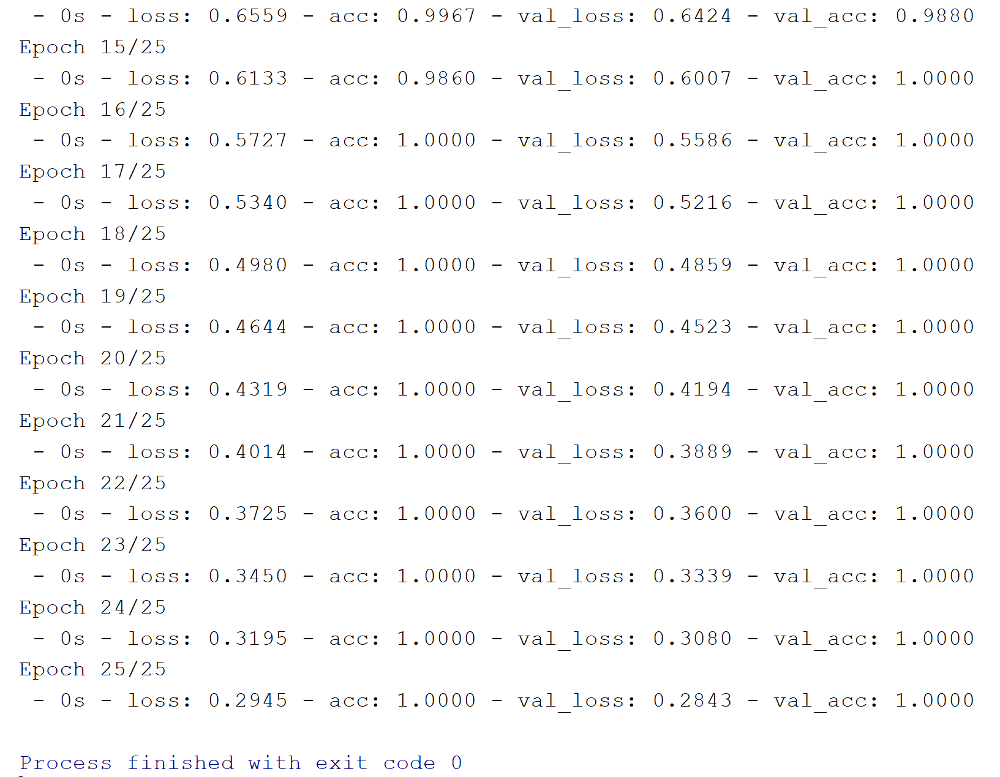 - 0s - loss: 0.6559 - acc: 0.9967 - val_loss: 0.6424 - val_acc: 0.9880
Epoch 15/25
- 0s - loss: 0.6133 - acc: 0.9860 - val_loss: 0.6007 - val_acc: 1.0000
Epoch 16/25
- 0s - loss: 0.5727 - acc: 1.0000 - val_loss: 0.5586 - val_acc: 1.0000
Epoch 17/25
- 0s - loss: 0.5340 - acc: 1.0000 - val_loss: 0.5216 - val_acc: 1.0000
Epoch 18/25
- 0s - loss: 0.4980 - acc: 1.0000 - val_loss: 0.4859 - val_acc: 1.0000
Epoch 19/25
- 0s - loss: 0.4644 - acc: 1.0000 - val_loss: 0.4523 - val_acc: 1.0000
Epoch 20/25
- 0s - loss: 0.4319 - acc: 1.0000 - val_loss: 0.4194 - val_acc: 1.0000
Epoch 21/25
- 0s - loss: 0.4014 - acc: 1.0000 - val_loss: 0.3889 - val_acc: 1.0000
Epoch 22/25
- 0s - loss: 0.3725 - acc: 1.0000 - val_loss: 0.3600 - val_acc: 1.0000
Epoch 23/25
- 0s - loss: 0.3450 - acc: 1.0000 - val_loss: 0.3339 - val_acc: 1.0000
Epoch 24/25
- 0s - loss: 0.3195 - acc: 1.0000 - val_loss: 0.3080 - val_acc: 1.0000
Epoch 25/25
- 0s - loss: 0.2945 - acc: 1.0000 - val_loss: 0.2843 - val_acc: 1.0000
Process finished with exit code 0